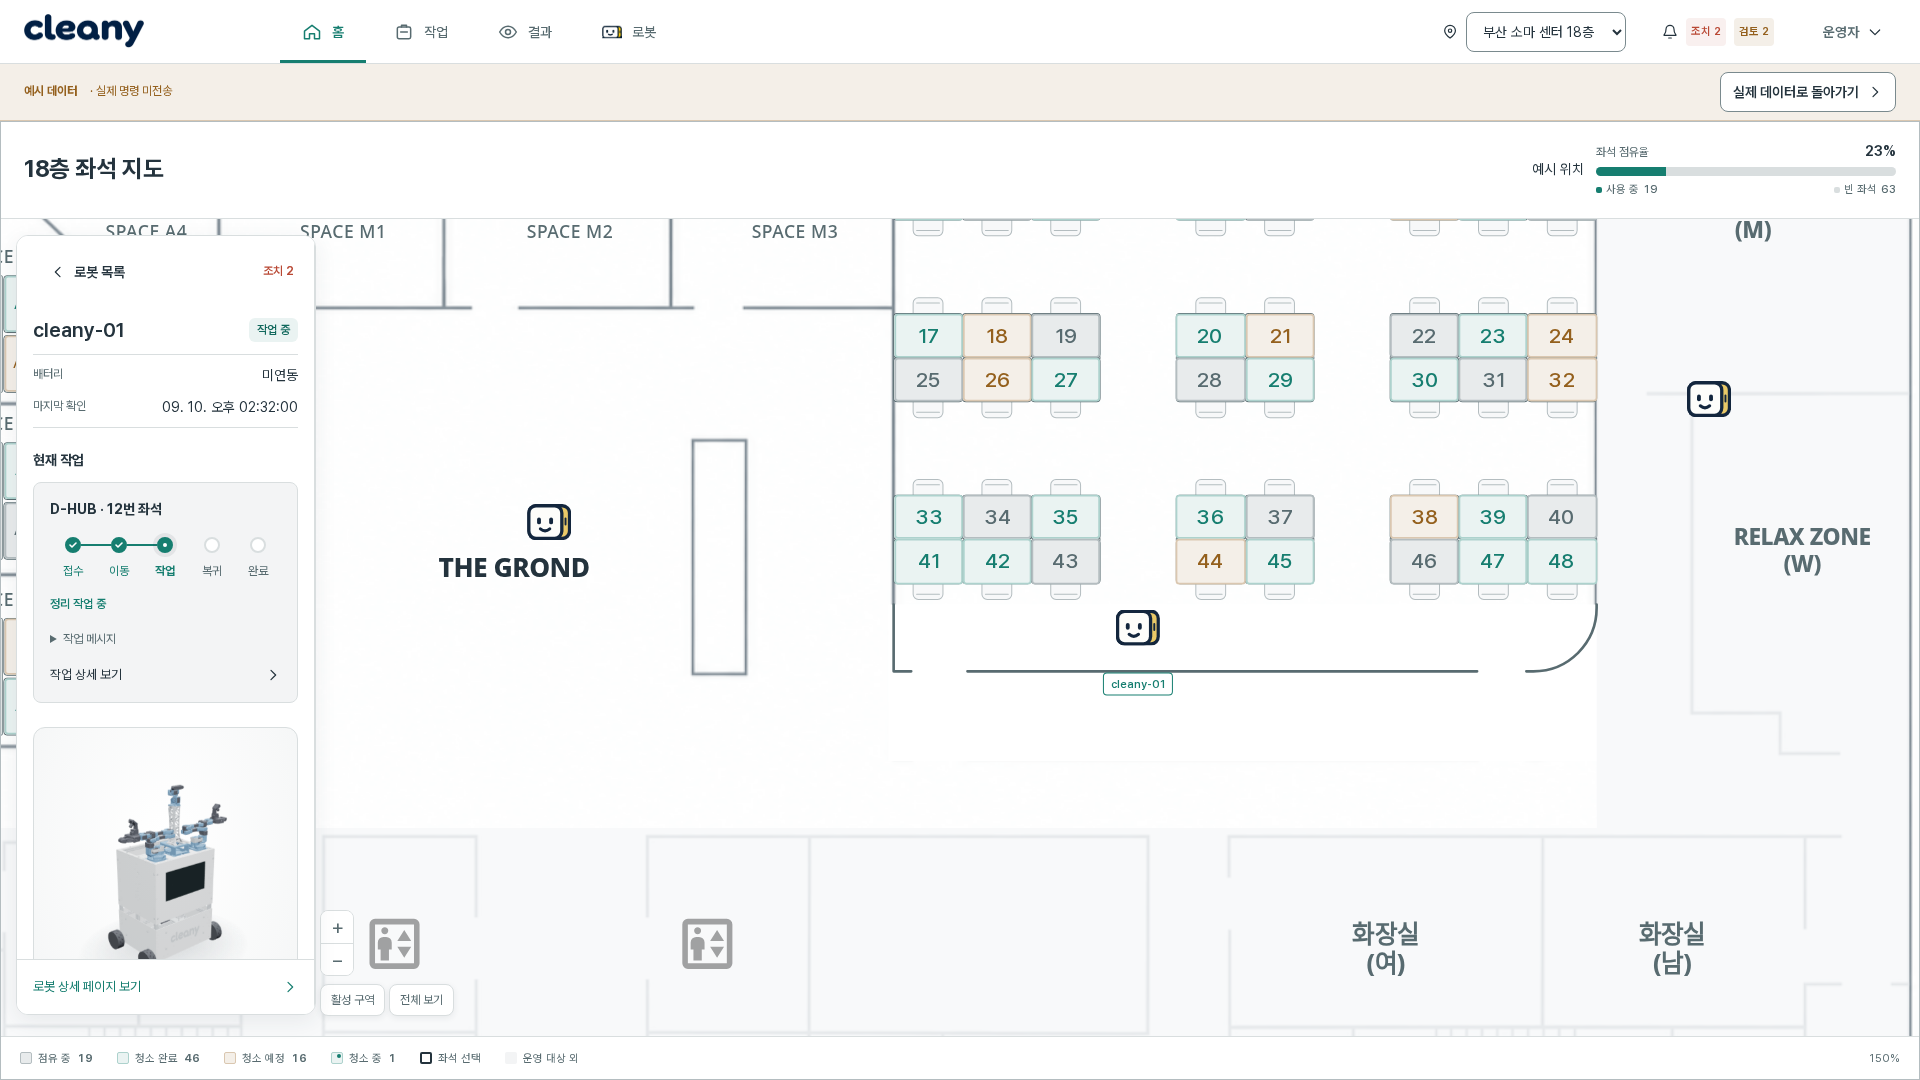 cleany
홈
작업
결과
로봇
부산 소마 센터 18층
조치 2
검토 2
운영자
예시 데이터 · 실제 명령 미전송
실제 데이터로 돌아가기
18층 좌석 지도
예시 위치
좌석 점유율 23%
사용 중 19
빈 좌석 63
SPACE A4
SPACE M1
SPACE M2
SPACE M3
(M)
로봇 목록
조치 2
cleany-01
작업 중
배터리 미연동
마지막 확인 09. 10. 오후 02:32:00
현재 작업
D-HUB · 12번 좌석
접수 이동 작업 복귀 완료
정리 작업 중
작업 메시지
작업 상세 보기
cleany
로봇 상세 페이지 보기
THE GROND
17 18 19 20 21 22 23 24
25 26 27 28 29 30 31 32
33 34 35 36 37 38 39 40
41 42 43 44 45 46 47 48
cleany-01
RELAX ZONE
(W)
화장실
(여)
화장실
(남)
+
−
활성 구역
전체 보기
점유 중 19
청소 완료 46
청소 예정 16
청소 중 1
좌석 선택
운영 대상 외
150%